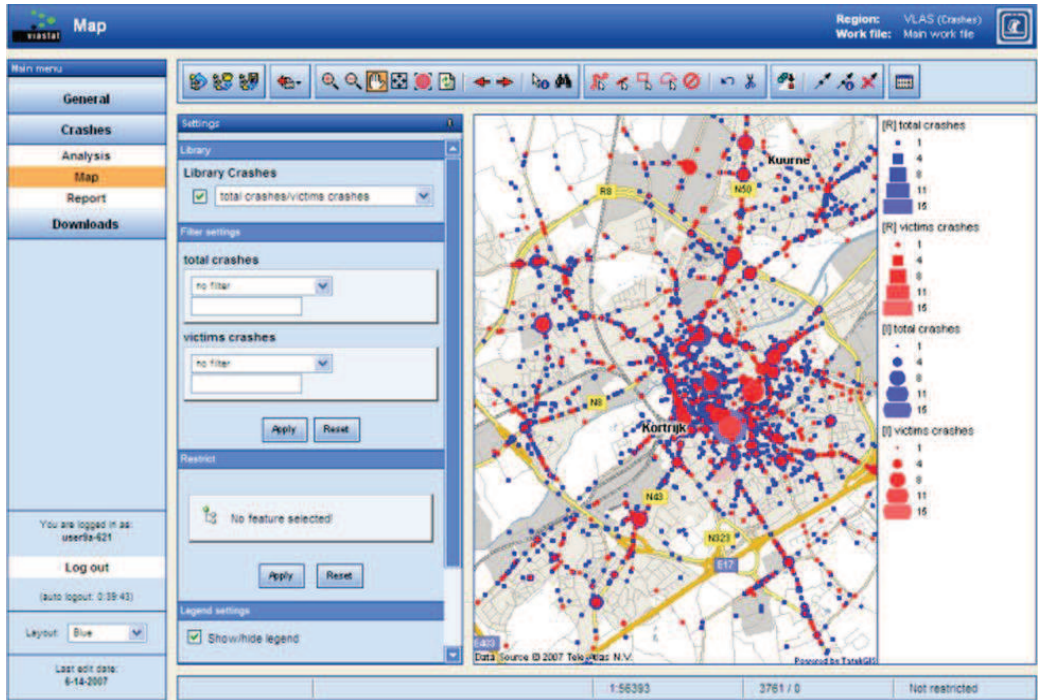 viastat
Map
Region: VLAS (Crashes)
Work file: Main work file
Main menu
General
Crashes
Analysis
Map
Report
Downloads
You are logged in as:
Log out
(auto logout: 0:39:43)
Layout: Blue
Last edit date:
6-14-2007
Settings
Library
Library Crashes
total crashes/victims crashes
Filter settings
total crashes
no filter
victims crashes
no filter
Apply
Reset
Restrict
No feature selected!
Apply
Reset
Legend settings
Show/hide legend
Kuurne
R8
N50
N8
Kortrijk
N43
N323
E17
E403
Data Source © 2007 Tele Atlas N.V.
Powered by TatukGIS
[R] total crashes
1
4
8
11
15
[R] victims crashes
1
4
8
11
15
[I] total crashes
1
4
8
11
15
[I] victims crashes
1
4
8
11
15
1:56393
3761 / 0
Not restricted